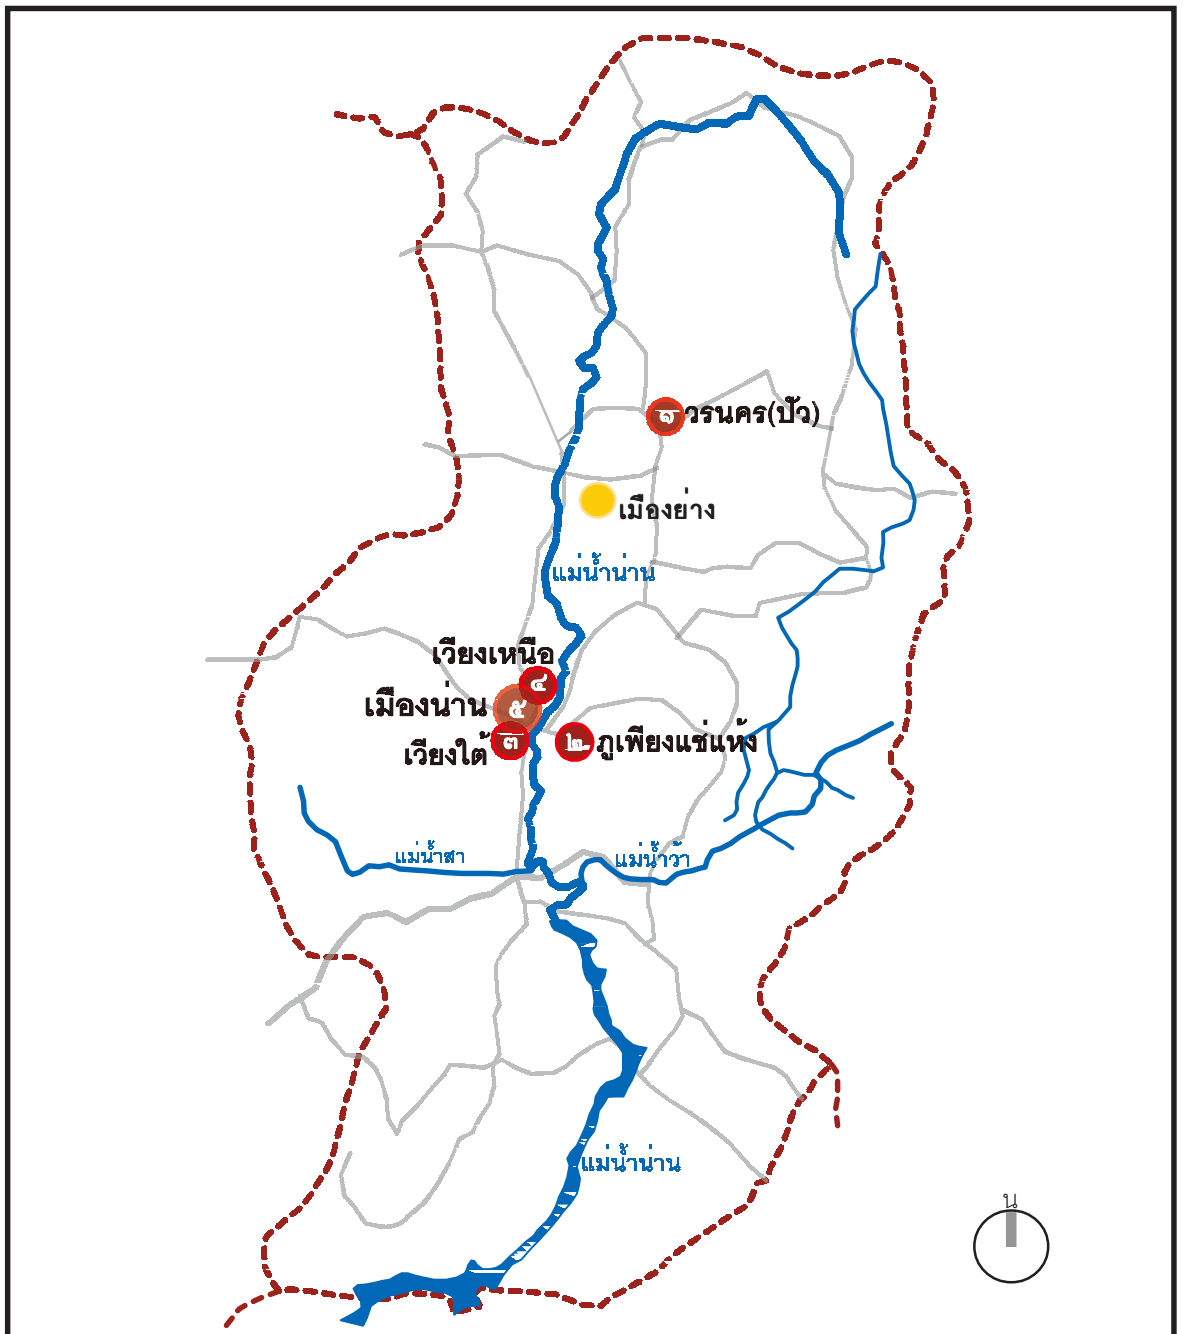 ๑ วรนคร(ปัว)
เมืองย่าง
แม่น้ำน่าน
เวียงเหนือ
๔
เมืองน่าน ๕
เวียงใต้ ๓
๒ ภูเพียงแช่แห้ง
แม่น้ำสา
แม่น้ำว้า
แม่น้ำน่าน
น